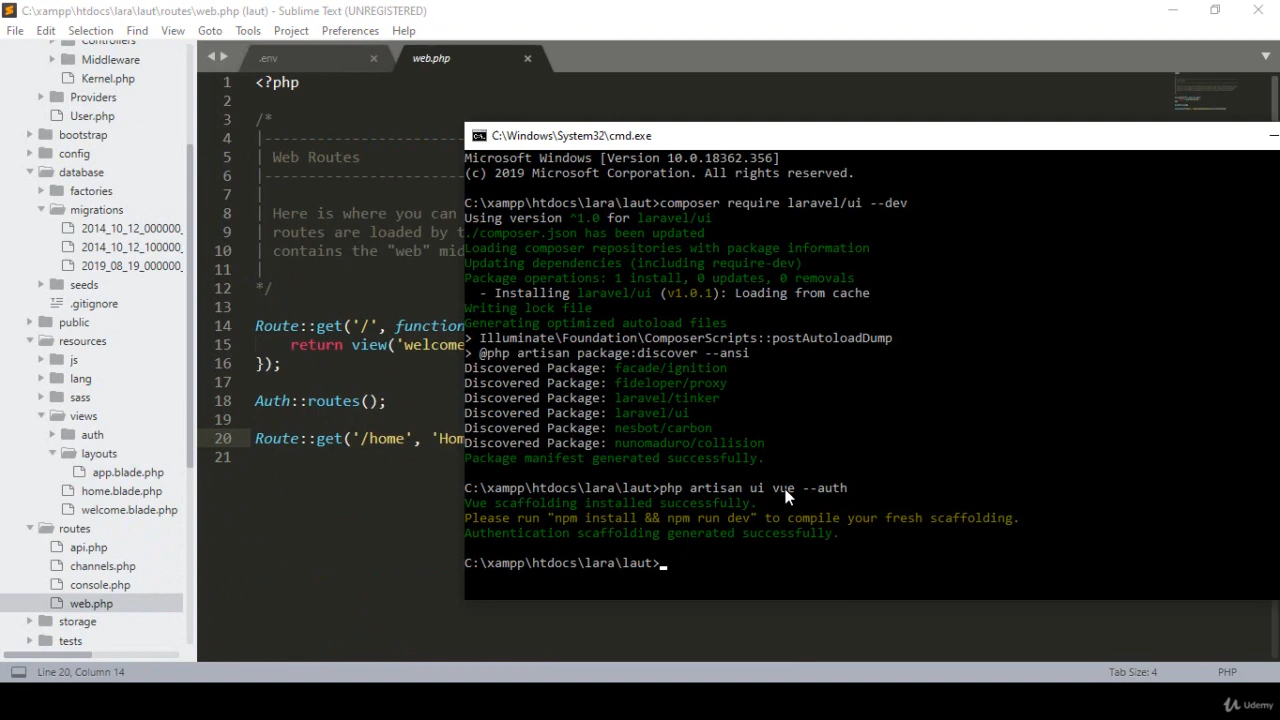 C:\xampp\htdocs\lara\laut\routes\web.php (laut) - Sublime Text (UNREGISTERED)
File Edit Selection Find View Goto Tools Project Preferences Help
Controllers
Middleware
Kernel.php
Providers
User.php
bootstrap
config
database
factories
migrations
2014_10_12_000000_
2014_10_12_100000_
2019_08_19_000000_
seeds
.gitignore
public
resources
js
lang
sass
views
auth
layouts
app.blade.php
home.blade.php
welcome.blade.php
routes
api.php
channels.php
console.php
web.php
storage
tests
.env
web.php
1 <?php
2
3 /*
4 |-------------------------
5 | Web Routes
6 |-------------------------
7 |
8 | Here is where you can
9 | routes are loaded by t
10 | contains the "web" mid
11 |
12 */
13
14 Route::get('/', function
15 return view('welcome
16 });
17
18 Auth::routes();
19
20 Route::get('/home', 'Hom
21
C:\Windows\System32\cmd.exe
Microsoft Windows [Version 10.0.18362.356]
(c) 2019 Microsoft Corporation. All rights reserved.
C:\xampp\htdocs\lara\laut>composer require laravel/ui --dev
Using version ^1.0 for laravel/ui
./composer.json has been updated
Loading composer repositories with package information
Updating dependencies (including require-dev)
Package operations: 1 install, 0 updates, 0 removals
- Installing laravel/ui (v1.0.1): Loading from cache
Writing lock file
Generating optimized autoload files
> Illuminate\Foundation\ComposerScripts::postAutoloadDump
> @php artisan package:discover --ansi
Discovered Package: facade/ignition
Discovered Package: fideloper/proxy
Discovered Package: laravel/tinker
Discovered Package: laravel/ui
Discovered Package: nesbot/carbon
Discovered Package: nunomaduro/collision
Package manifest generated successfully.
C:\xampp\htdocs\lara\laut>php artisan ui vue --auth
Vue scaffolding installed successfully.
Please run "npm install && npm run dev" to compile your fresh scaffolding.
Authentication scaffolding generated successfully.
C:\xampp\htdocs\lara\laut>_
Line 20, Column 14
Tab Size: 4
PHP
Udemy